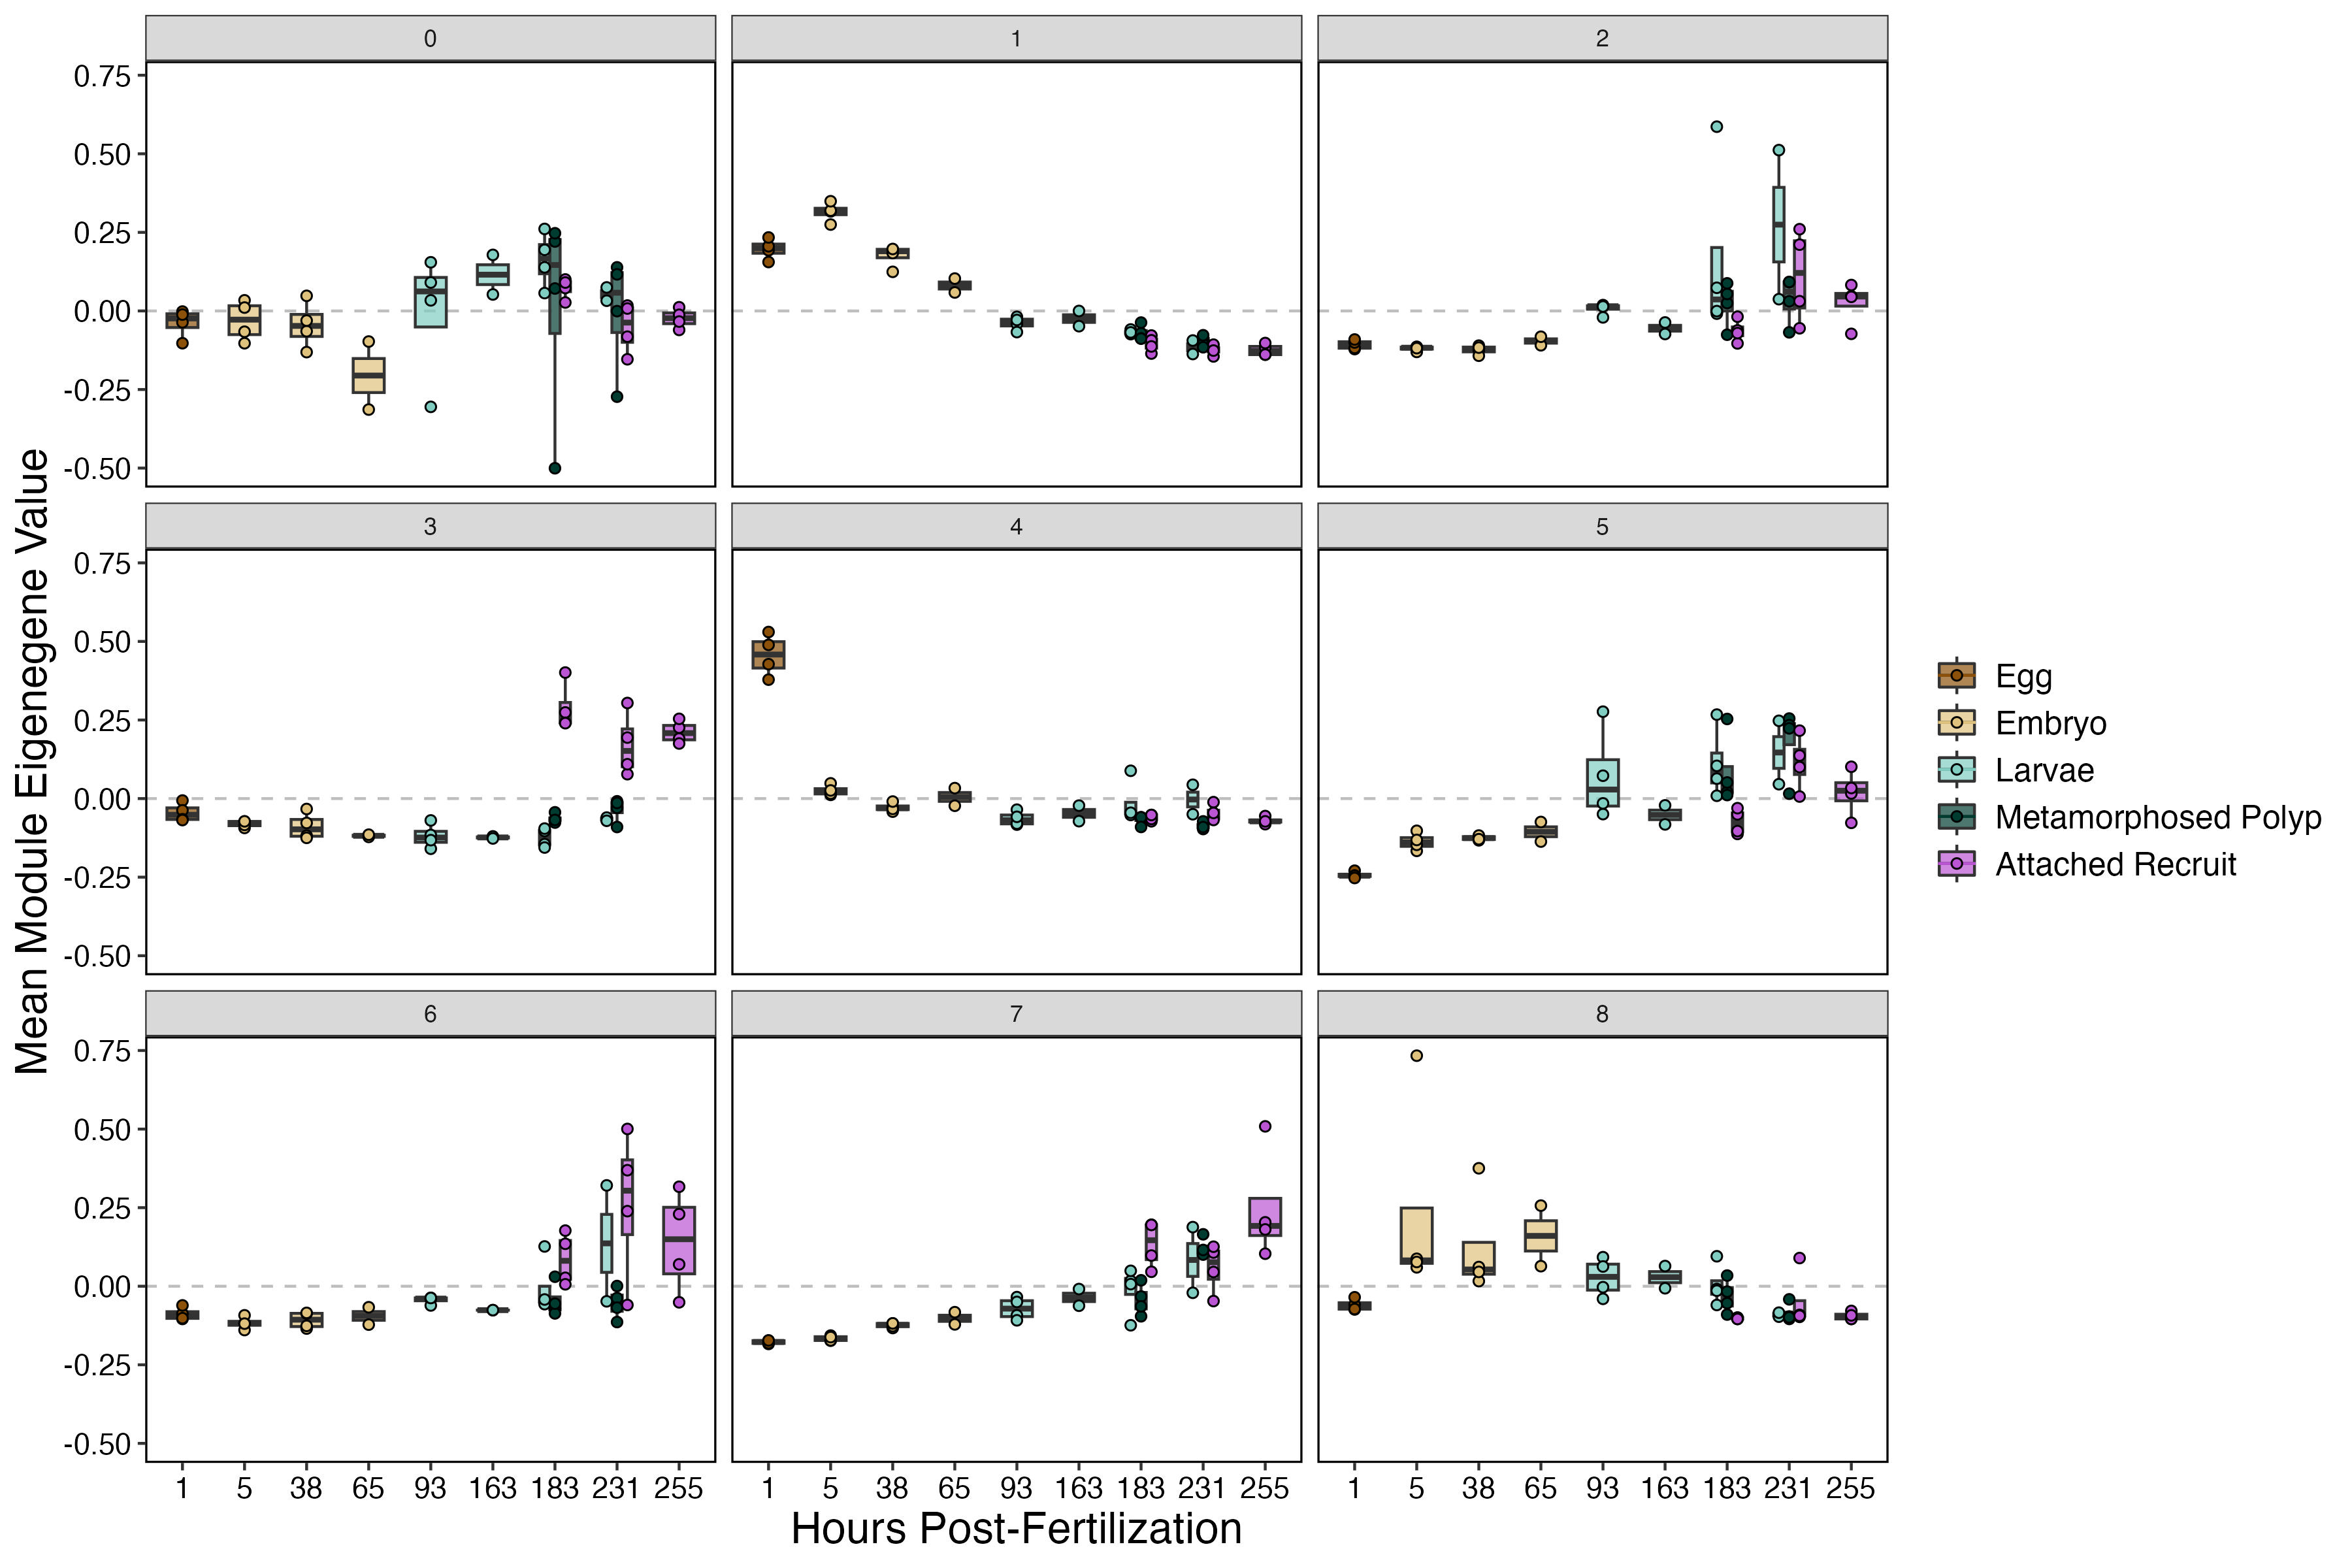 0 1 2
0.75
0.50
0.25
0.00
-0.25
-0.50
3 4 5
0.75
0.50
0.25
0.00
-0.25
-0.50
6 7 8
0.75
0.50
0.25
0.00
-0.25
-0.50
1 5 38 65 93 163 183 231 255 1 5 38 65 93 163 183 231 255 1 5 38 65 93 163 183 231 255
Mean Module Eigenegene Value
Hours Post-Fertilization
Egg
Embryo
Larvae
Metamorphosed Polyp
Attached Recruit